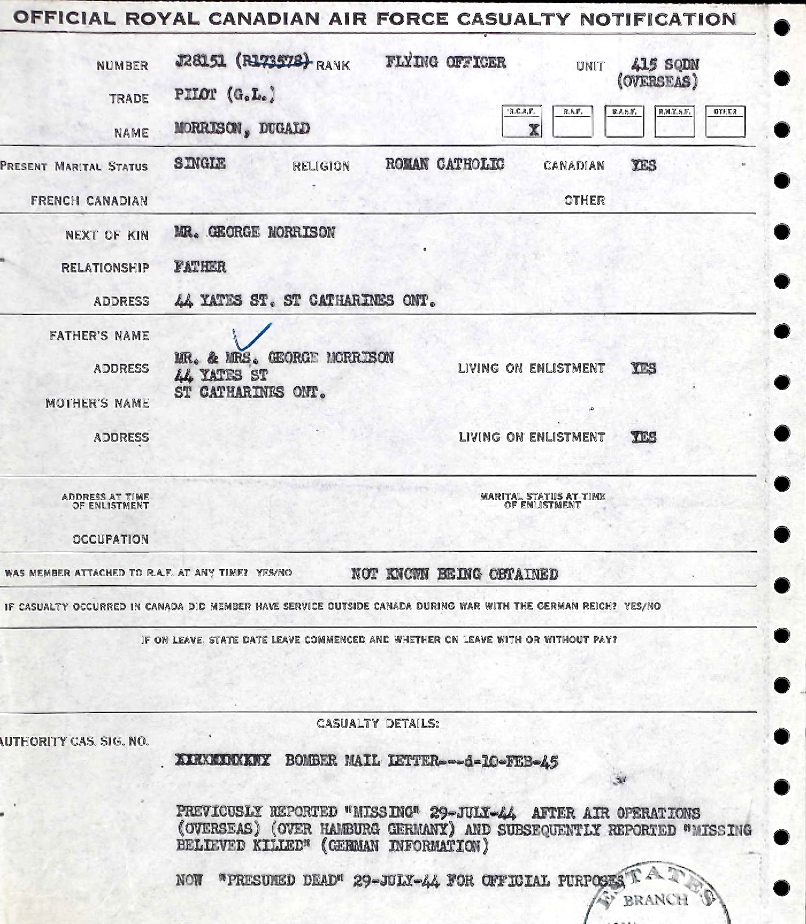 OFFICIAL ROYAL CANADIAN AIR FORCE CASUALTY NOTIFICATION
NUMBER J28151 (R173578) RANK FLYING OFFICER UNIT 415 SQDN
(OVERSEAS)
TRADE PILOT (G.L.)
R.C.A.F. R.A.F. R.A.A.F. R.N.Z.A.F. OTHER
NAME MORRISON, DUGALD X
PRESENT MARITAL STATUS SINGLE RELIGION ROMAN CATHOLIC CANADIAN YES
FRENCH CANADIAN OTHER
NEXT OF KIN MR. GEORGE MORRISON
RELATIONSHIP FATHER
ADDRESS 44 YATES ST. ST CATHARINES ONT.
FATHER'S NAME
MR. & MRS. GEORGE MORRISON
ADDRESS 44 YATES ST LIVING ON ENLISTMENT YES
ST CATHARINES ONT.
MOTHER'S NAME
ADDRESS LIVING ON ENLISTMENT YES
ADDRESS AT TIME OF ENLISTMENT MARITAL STATUS AT TIME OF ENLISTMENT
OCCUPATION
WAS MEMBER ATTACHED TO R.A.F. AT ANY TIME? YES/NO NOT KNOWN BEING OBTAINED
IF CASUALTY OCCURRED IN CANADA DID MEMBER HAVE SERVICE OUTSIDE CANADA DURING WAR WITH THE GERMAN REICH? YES/NO
IF ON LEAVE, STATE DATE LEAVE COMMENCED AND WHETHER ON LEAVE WITH OR WITHOUT PAY?
CASUALTY DETAILS:
AUTHORITY CAS. SIG. NO.
BOMBER MAIL LETTER---d-10-FEB-45
PREVIOUSLY REPORTED "MISSING" 29-JULY-44 AFTER AIR OPERATIONS
(OVERSEAS) (OVER HAMBURG GERMANY) AND SUBSEQUENTLY REPORTED "MISSING
BELIEVED KILLED" (GERMAN INFORMATION)
NOW "PRESUMED DEAD" 29-JULY-44 FOR OFFICIAL PURPOSES
ESTATES
BRANCH